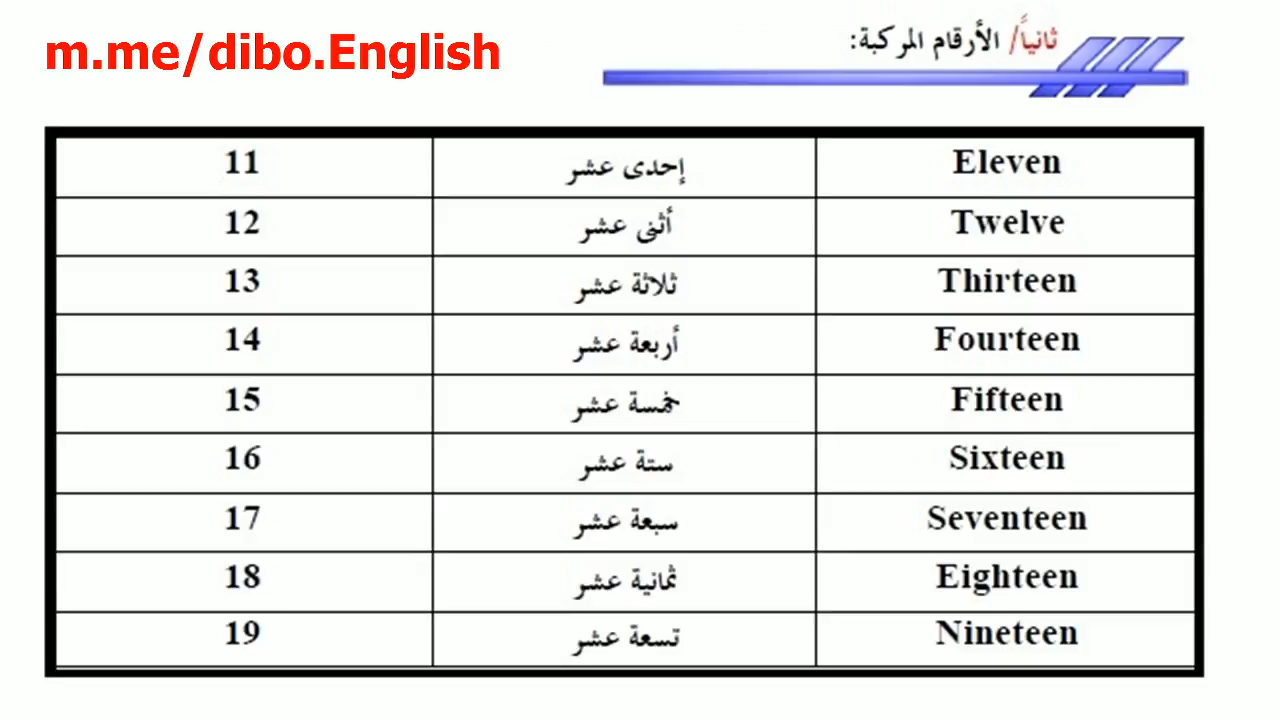 m.me/dibo.English
ثانياً/ الأرقام المركبة:
11 إحدى عشر Eleven
12 أثنى عشر Twelve
13 ثلاثة عشر Thirteen
14 أربعة عشر Fourteen
15 خمسة عشر Fifteen
16 ستة عشر Sixteen
17 سبعة عشر Seventeen
18 ثمانية عشر Eighteen
19 تسعة عشر Nineteen